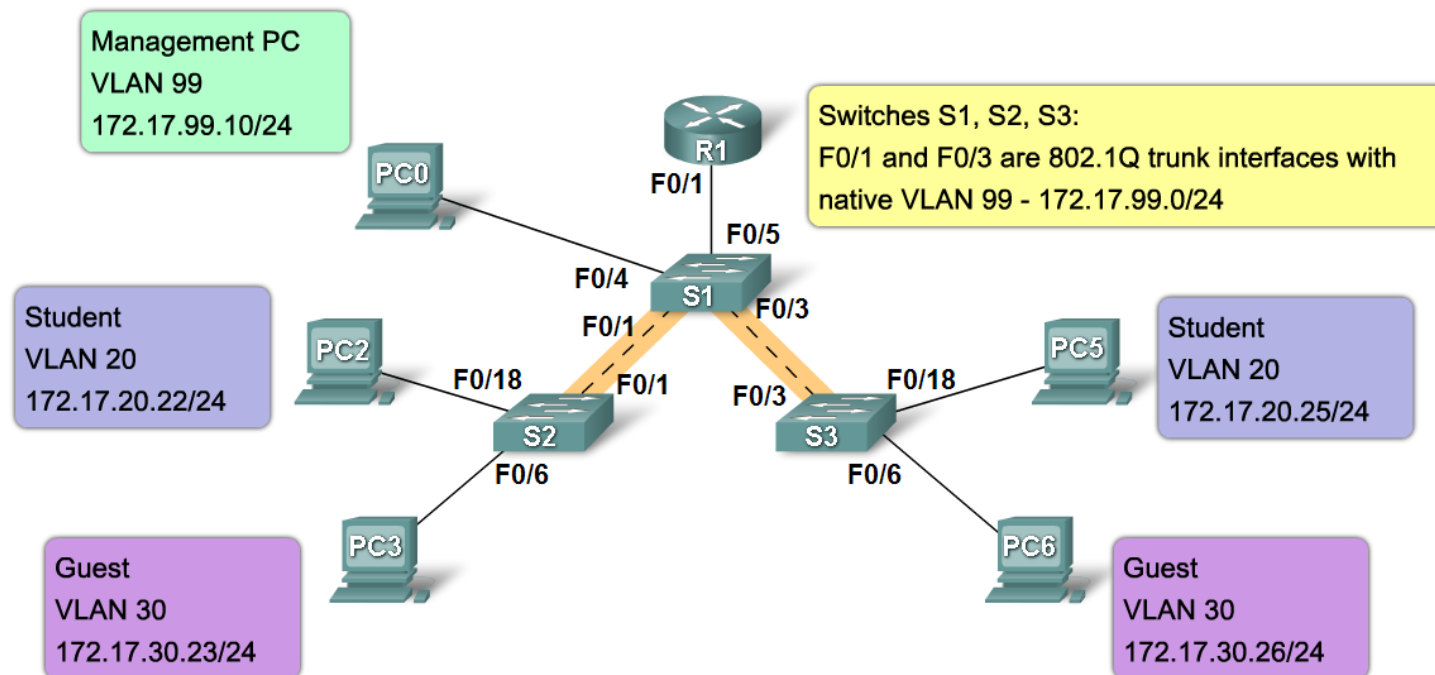 Management PC
VLAN 99
172.17.99.10/24
PC0
R1
F0/1
Switches S1, S2, S3:
F0/1 and F0/3 are 802.1Q trunk interfaces with
native VLAN 99 - 172.17.99.0/24
F0/5
F0/4
S1
F0/1
F0/3
Student
VLAN 20
172.17.20.22/24
PC2
F0/18
F0/1
S2
F0/6
F0/3
F0/18
S3
F0/6
PC5
Student
VLAN 20
172.17.20.25/24
Guest
VLAN 30
172.17.30.23/24
PC3
PC6
Guest
VLAN 30
172.17.30.26/24